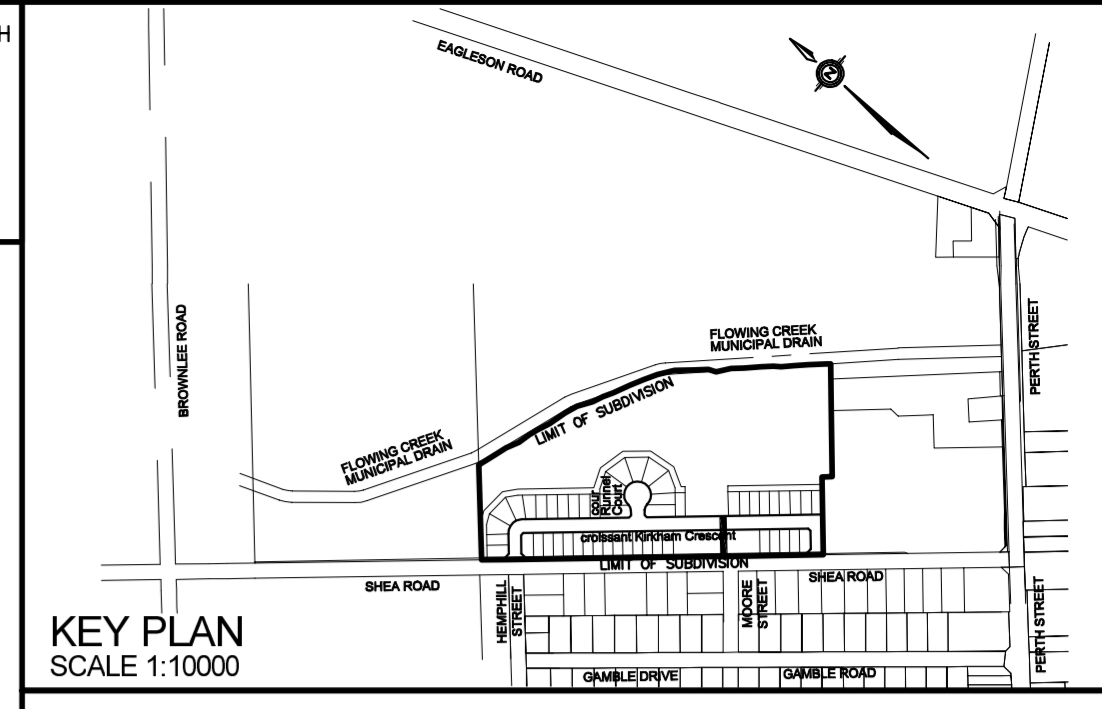 H
EAGLESON ROAD
N
BROWNLEE ROAD
FLOWING CREEK
MUNICIPAL DRAIN
PERTH STREET
LIMIT OF SUBDIVISION
FLOWING CREEK
MUNICIPAL DRAIN
cour
Runnel
Court
croissant Kirkham Crescent
LIMIT OF SUBDIVISION
SHEA ROAD
SHEA ROAD
HEMPHILL
STREET
MOORE
STREET
PERTH STREET
KEY PLAN
SCALE 1:10000
GAMBLE DRIVE
GAMBLE ROAD